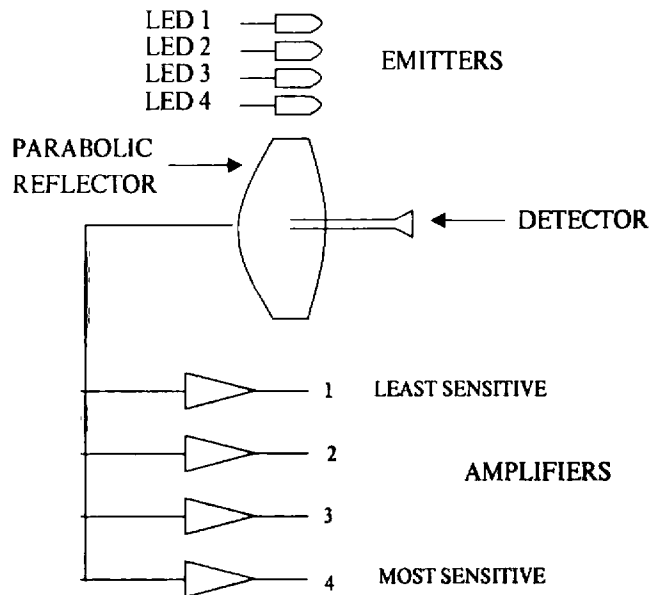 LED 1
LED 2
LED 3
LED 4
EMITTERS
PARABOLIC
REFLECTOR
DETECTOR
1 LEAST SENSITIVE
2
AMPLIFIERS
3
4 MOST SENSITIVE